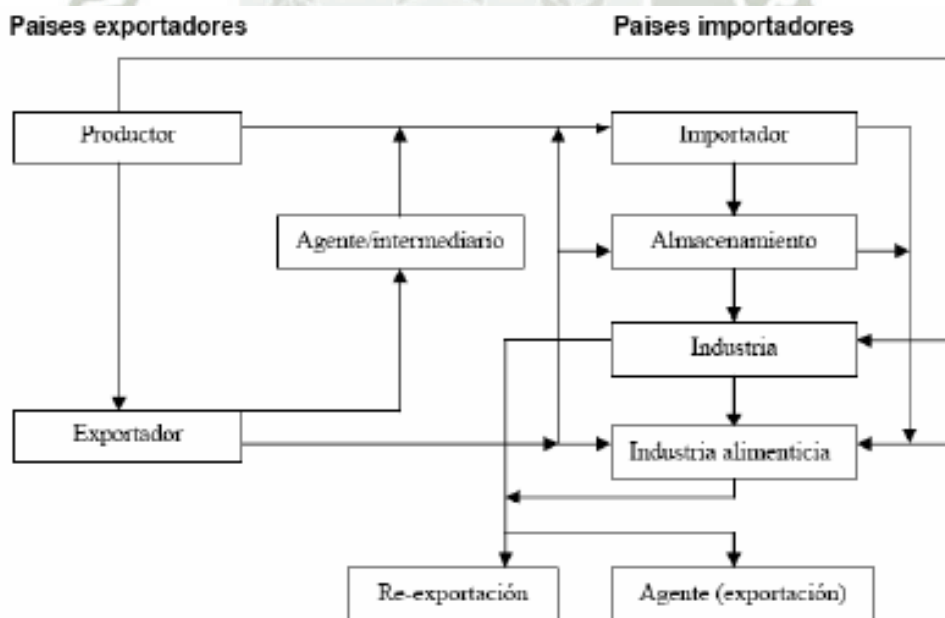 Paises exportadores
Paises importadores
Productor
Importador
Agente/intermediario
Almacenamiento
Industria
Exportador
Industria alimenticia
Re-exportación
Agente (exportación)